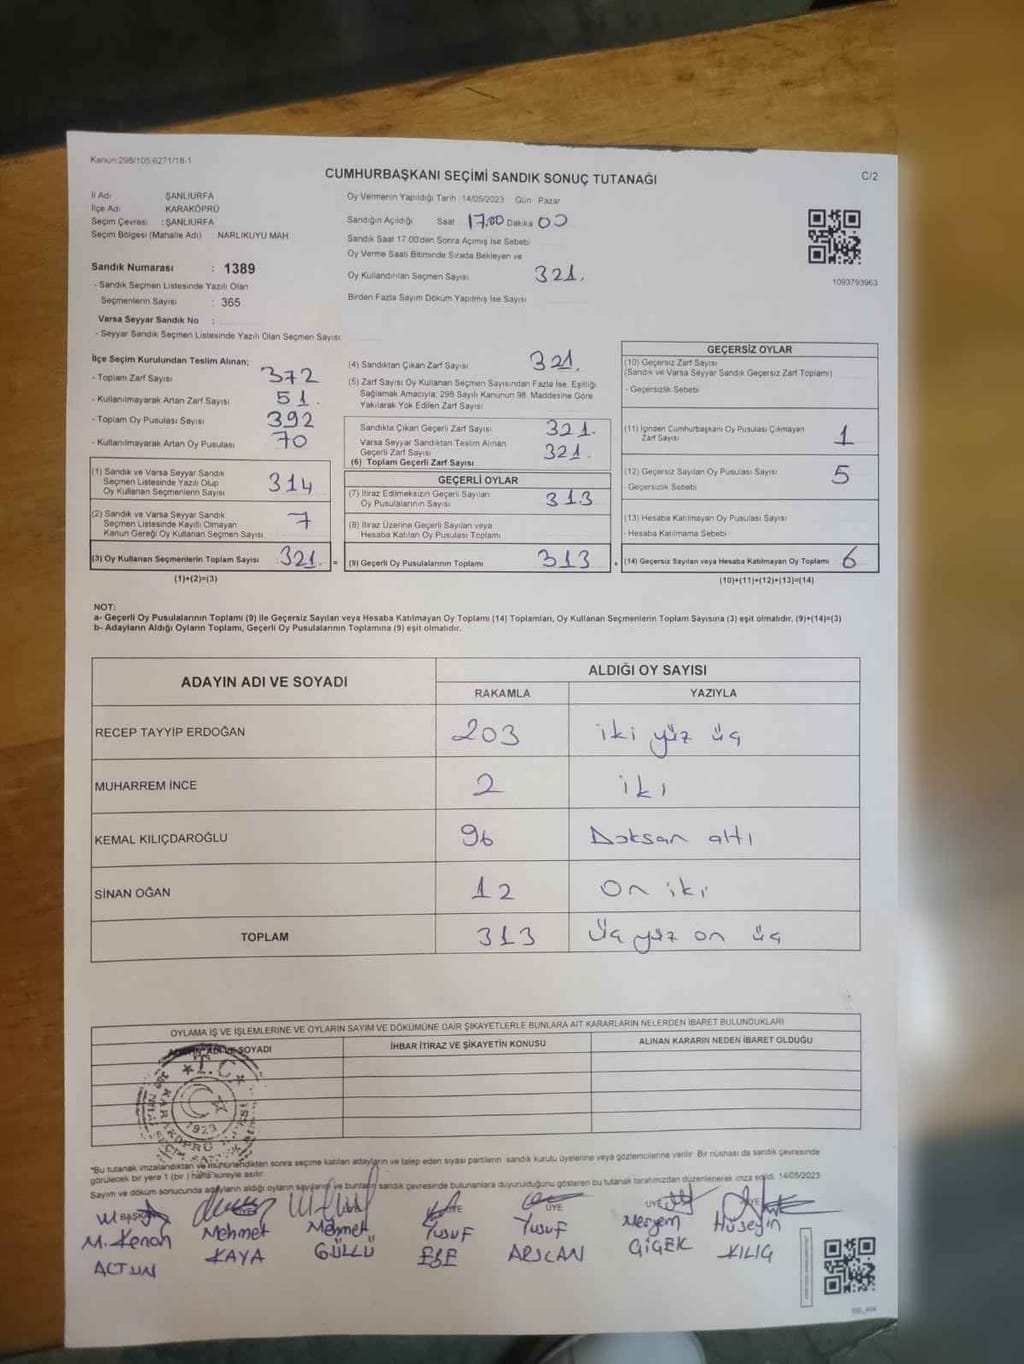 Kanun:298/105-6271/18-1
CUMHURBAŞKANI SEÇİMİ SANDIK SONUÇ TUTANAĞI
C/2
İl Adı ŞANLIURFA
İlçe Adı KARAKÖPRÜ
Seçim Çevresi : ŞANLIURFA
Seçim Bölgesi (Mahalle Adı) NARLIKUYU MAH
Sandık Numarası : 1389
- Sandık Seçmen Listesinde Yazılı Olan
Seçmenlerin Sayısı : 365
Varsa Seyyar Sandık No :
- Seyyar Sandık Seçmen Listesinde Yazılı Olan Seçmen Sayısı:
Oy Vermenin Yapıldığı Tarih :14/05/2023 Gün Pazar
Sandığın Açıldığı Saat 17.00 Dakika 00
Sandık Saat 17.00'den Sonra Açılmış İse Sebebi
Oy Verme Saati Bitiminde Sırada Bekleyen ve
Oy Kullandırılan Seçmen Sayısı 321.
Birden Fazla Sayım Döküm Yapılmış İse Sayısı
1093793963
İlçe Seçim Kurulundan Teslim Alınan;
- Toplam Zarf Sayısı 372
- Kullanılmayarak Artan Zarf Sayısı 51.
- Toplam Oy Pusulası Sayısı 392
- Kullanılmayarak Artan Oy Pusulası 70
(1) Sandık ve Varsa Seyyar Sandık
Seçmen Listesinde Yazılı Olup
Oy Kullanan Seçmenlerin Sayısı 314
(2) Sandık ve Varsa Seyyar Sandık
Seçmen Listesinde Kayıtlı Olmayan
Kanun Gereği Oy Kullanan Seçmen Sayısı 7
(3) Oy Kullanan Seçmenlerin Toplam Sayısı 321. =
(1)+(2)=(3)
(4) Sandıktan Çıkan Zarf Sayısı 321.
(5) Zarf Sayısı Oy Kullanan Seçmen Sayısından Fazla İse, Eşitliği
Sağlamak Amacıyla, 298 Sayılı Kanunun 98. Maddesine Göre
Yakılarak Yok Edilen Zarf Sayısı
Sandıkta Çıkan Geçerli Zarf Sayısı 321.
Varsa Seyyar Sandıktan Teslim Alınan
Geçerli Zarf Sayısı 321.
(6) Toplam Geçerli Zarf Sayısı
GEÇERLİ OYLAR
(7) İtiraz Edilmeksizin Geçerli Sayılan
Oy Pusulalarının Sayısı 313
(8) İtiraz Üzerine Geçerli Sayılan veya
Hesaba Katılan Oy Pusulası Toplamı
(9) Geçerli Oy Pusulalarının Toplamı 313 +
GEÇERSİZ OYLAR
(10) Geçersiz Zarf Sayısı
(Sandık ve Varsa Seyyar Sandık Geçersiz Zarf Toplamı)
- Geçersizlik Sebebi
(11) İçinden Cumhurbaşkanı Oy Pusulası Çıkmayan
Zarf Sayısı 1
(12) Geçersiz Sayılan Oy Pusulası Sayısı 5
- Geçersizlik Sebebi
(13) Hesaba Katılmayan Oy Pusulası Sayısı
- Hesaba Katılmama Sebebi
(14) Geçersiz Sayılan veya Hesaba Katılmayan Oy Toplamı 6
(10)+(11)+(12)+(13)=(14)
NOT:
a- Geçerli Oy Pusulalarının Toplamı (9) ile Geçersiz Sayılan veya Hesaba Katılmayan Oy Toplamı (14) Toplamları, Oy Kullanan Seçmenlerin Toplam Sayısına (3) eşit olmalıdır. (9)+(14)=(3)
b- Adayların Aldığı Oyların Toplamı, Geçerli Oy Pusulalarının Toplamına (9) eşit olmalıdır.
ADAYIN ADI VE SOYADI ALDIĞI OY SAYISI
RAKAMLA YAZIYLA
RECEP TAYYİP ERDOĞAN 203 iki yüz üç
MUHARREM İNCE 2 iki
KEMAL KILIÇDAROĞLU 96 Doksan altı
SİNAN OĞAN 12 On iki
TOPLAM 313 Üç yüz on üç
OYLAMA İŞ VE İŞLEMLERİNE VE OYLARIN SAYIM VE DÖKÜMÜNE DAİR ŞİKAYETLERLE BUNLARA AİT KARARLARIN NELERDEN İBARET BULUNDUKLARI
ADININ ADI VE SOYADI İHBAR İTİRAZ VE ŞİKAYETİN KONUSU ALINAN KARARIN NEDEN İBARET OLDUĞU
T.C.
1923
KARAKÖPRÜ
*Bu tutanak imzalandıktan ve mühürlendikten sonra seçime katılan adayların ve talep eden siyasi partilerin sandık kurulu üyelerine veya gözlemcilerine verilir. Bir nüshası da sandık çevresinde
görülecek bir yere 1 (bir) hafta süreyle asılır.
Sayım ve döküm sonucunda adayların aldığı oyların sayılarını ve bunların sandık çevresinde bulunanlara duyurulduğunu gösteren bu tutanak tarafımızdan düzenlenerek imza edildi. 14/05/2023
BAŞKAN ÜYE ÜYE ÜYE
M. Kenan Mehmet Mehmet Yusuf Yusuf Meryem Hüseyin
ALTUN KAYA GÜLLÜ EŞE ARSLAN ÇİÇEK KILIÇ